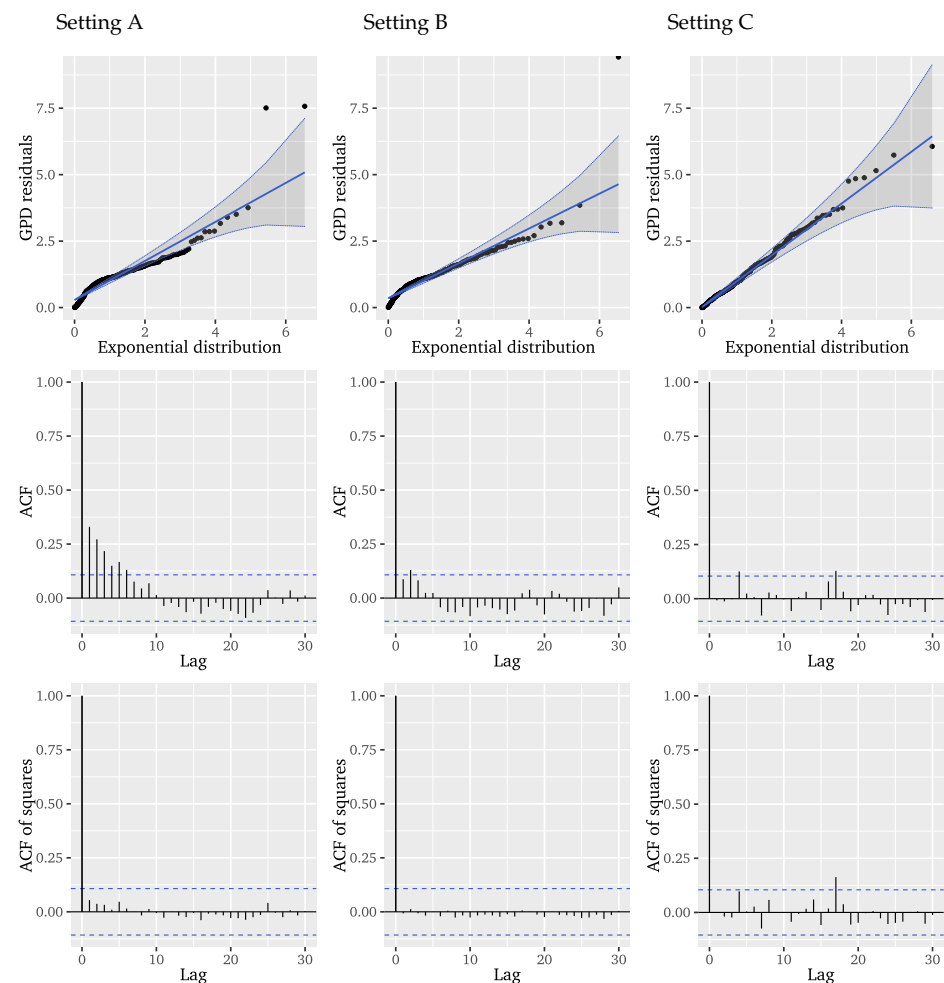 Setting A
Setting B
Setting C
GPD residuals
7.5
5.0
2.5
0.0
0 2 4 6
Exponential distribution
GPD residuals
7.5
5.0
2.5
0.0
0 2 4 6
Exponential distribution
GPD residuals
7.5
5.0
2.5
0.0
0 2 4 6
Exponential distribution
ACF
1.00
0.75
0.50
0.25
0.00
0 10 20 30
Lag
ACF
1.00
0.75
0.50
0.25
0.00
0 10 20 30
Lag
ACF
1.00
0.75
0.50
0.25
0.00
0 10 20 30
Lag
ACF of squares
1.00
0.75
0.50
0.25
0.00
0 10 20 30
Lag
ACF of squares
1.00
0.75
0.50
0.25
0.00
0 10 20 30
Lag
ACF of squares
1.00
0.75
0.50
0.25
0.00
0 10 20 30
Lag